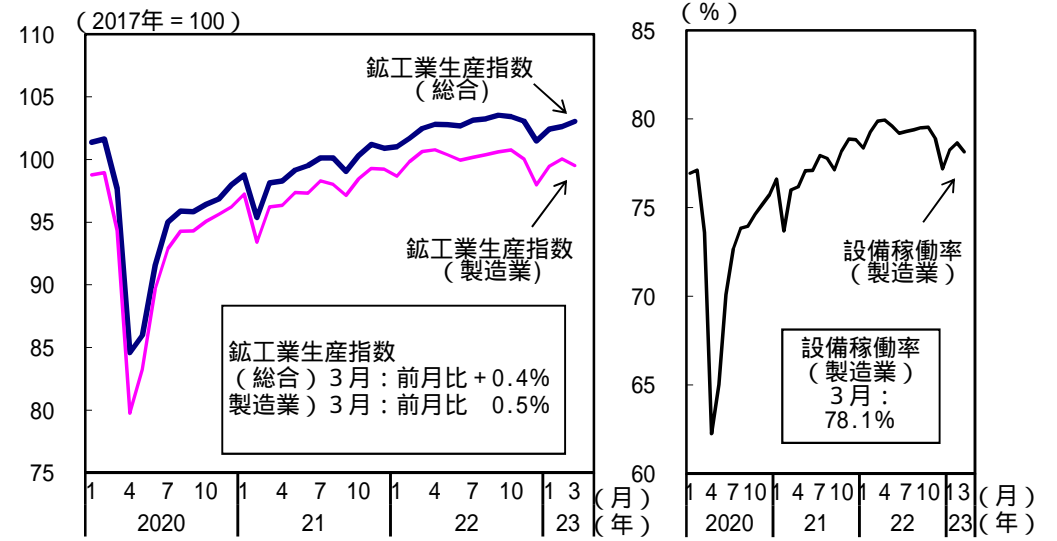 (2017年=100)
110
105
100
95
90
85
80
75
鉱工業生産指数
(総合)
鉱工業生産指数
(製造業)
鉱工業生産指数
(総合)3月:前月比+0.4%
製造業)3月:前月比 0.5%
1 4 7 10 1 4 7 10 1 4 7 10 1 3 (月)
2020 21 22 23 (年)
(%)
85
80
75
70
65
60
設備稼働率
(製造業)
設備稼働率
(製造業)
3月:
78.1%
1 4 7 10 1 4 7 10 1 4 7 10 1 3 (月)
2020 21 22 23 (年)